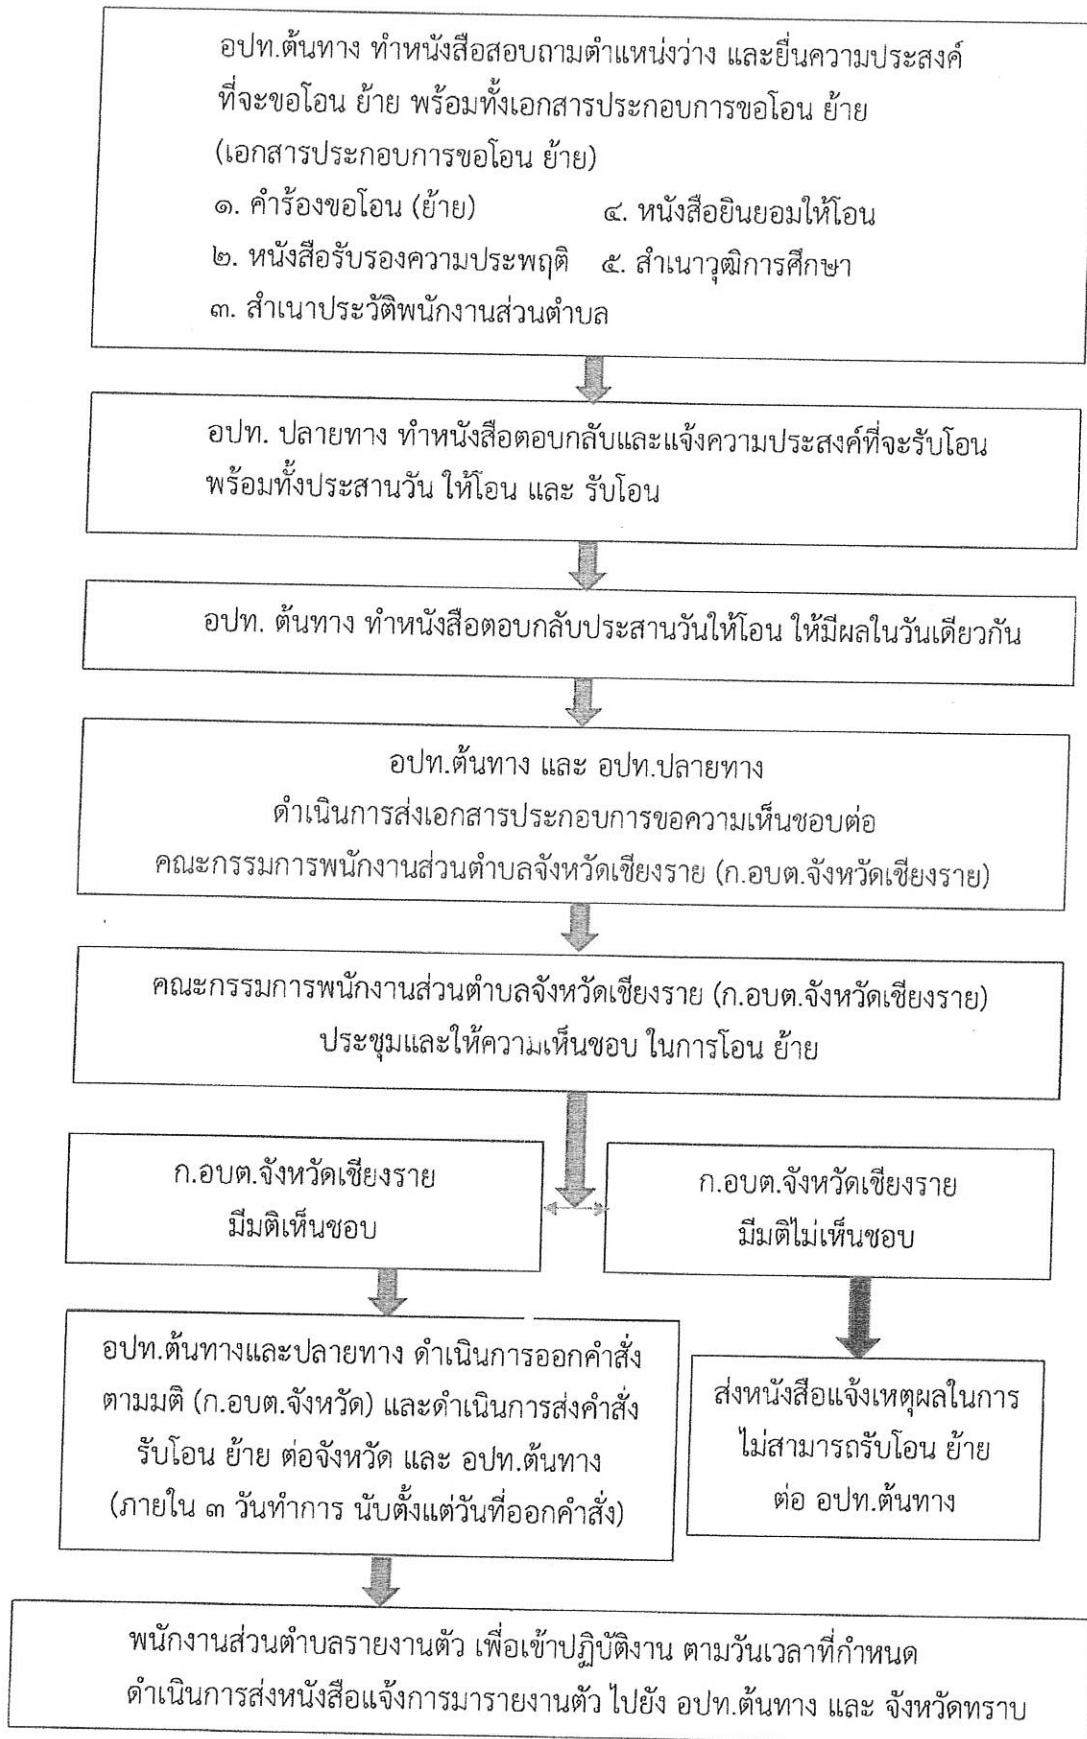 อปท.ต้นทาง ทำหนังสือสอบถามตำแหน่งว่าง และยื่นความประสงค์
ที่จะขอโอน ย้าย พร้อมทั้งเอกสารประกอบการขอโอน ย้าย
(เอกสารประกอบการขอโอน ย้าย)
๑. คำร้องขอโอน (ย้าย) ๔. หนังสือยินยอมให้โอน
๒. หนังสือรับรองความประพฤติ ๕. สำเนาวุฒิการศึกษา
๓. สำเนาประวัติพนักงานส่วนตำบล
อปท. ปลายทาง ทำหนังสือตอบกลับและแจ้งความประสงค์ที่จะรับโอน
พร้อมทั้งประสานวัน ให้โอน และ รับโอน
อปท. ต้นทาง ทำหนังสือตอบกลับประสานวันให้โอน ให้มีผลในวันเดียวกัน
อปท.ต้นทาง และ อปท.ปลายทาง
ดำเนินการส่งเอกสารประกอบการขอความเห็นชอบต่อ
คณะกรรมการพนักงานส่วนตำบลจังหวัดเชียงราย (ก.อบต.จังหวัดเชียงราย)
คณะกรรมการพนักงานส่วนตำบลจังหวัดเชียงราย (ก.อบต.จังหวัดเชียงราย)
ประชุมและให้ความเห็นชอบ ในการโอน ย้าย
ก.อบต.จังหวัดเชียงราย
มีมติเห็นชอบ
ก.อบต.จังหวัดเชียงราย
มีมติไม่เห็นชอบ
อปท.ต้นทางและปลายทาง ดำเนินการออกคำสั่ง
ตามมติ (ก.อบต.จังหวัด) และดำเนินการส่งคำสั่ง
รับโอน ย้าย ต่อจังหวัด และ อปท.ต้นทาง
(ภายใน ๓ วันทำการ นับตั้งแต่วันที่ออกคำสั่ง)
ส่งหนังสือแจ้งเหตุผลในการ
ไม่สามารถรับโอน ย้าย
ต่อ อปท.ต้นทาง
พนักงานส่วนตำบลรายงานตัว เพื่อเข้าปฏิบัติงาน ตามวันเวลาที่กำหนด
ดำเนินการส่งหนังสือแจ้งการมารายงานตัว ไปยัง อปท.ต้นทาง และ จังหวัดทราบ